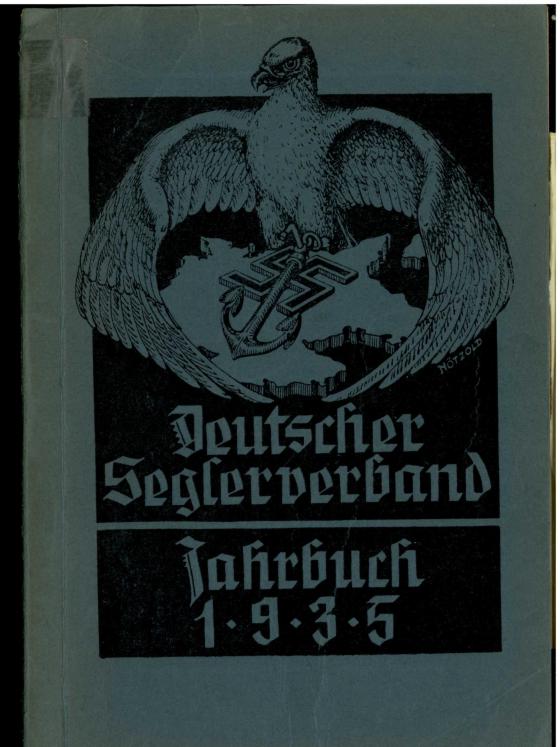 NÖTZOLD
Deutscher
Seglerverband
Jahrbuch
1·9·3·5